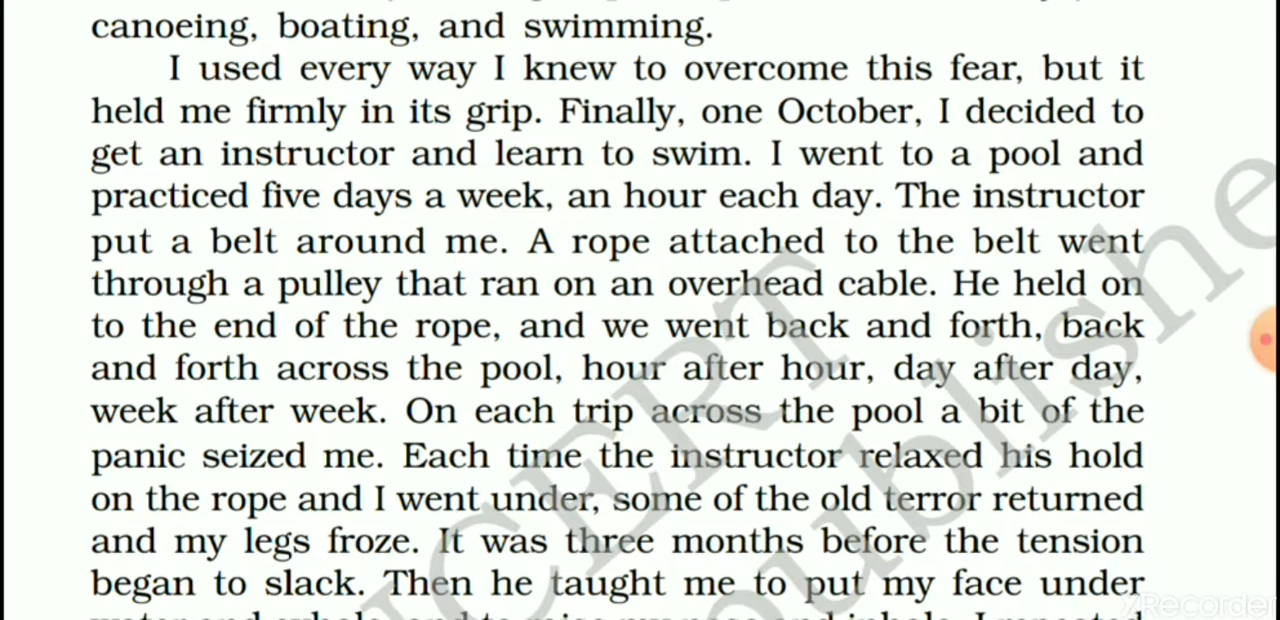 canoeing, boating, and swimming.
I used every way I knew to overcome this fear, but it
held me firmly in its grip. Finally, one October, I decided to
get an instructor and learn to swim. I went to a pool and
practiced five days a week, an hour each day. The instructor
put a belt around me. A rope attached to the belt went
through a pulley that ran on an overhead cable. He held on
to the end of the rope, and we went back and forth, back
and forth across the pool, hour after hour, day after day,
week after week. On each trip across the pool a bit of the
panic seized me. Each time the instructor relaxed his hold
on the rope and I went under, some of the old terror returned
and my legs froze. It was three months before the tension
began to slack. Then he taught me to put my face under
XRecorder